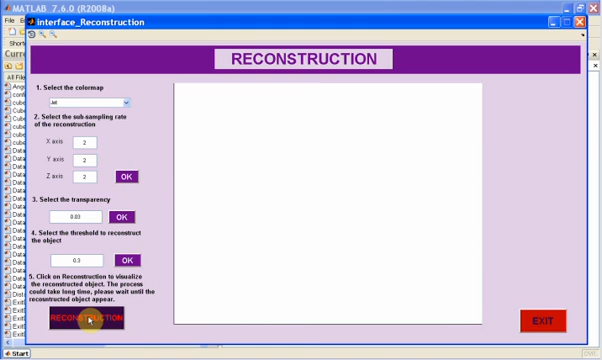 MATLAB 7.6.0 (R2008a)
interface_Reconstruction
RECONSTRUCTION
1. Select the colormap
Jet
2. Select the sub-sampling rate
of the reconstruction
X axis 2
Y axis 2
Z axis 2 OK
3. Select the transparency
0.03 OK
4. Select the threshold to reconstruct
the object
0.3 OK
5. Click on Reconstruction to visualize
the reconstructed object. The process
could take long time, please wait until the
reconstructed object appear.
RECONSTRUCTION
EXIT
Start